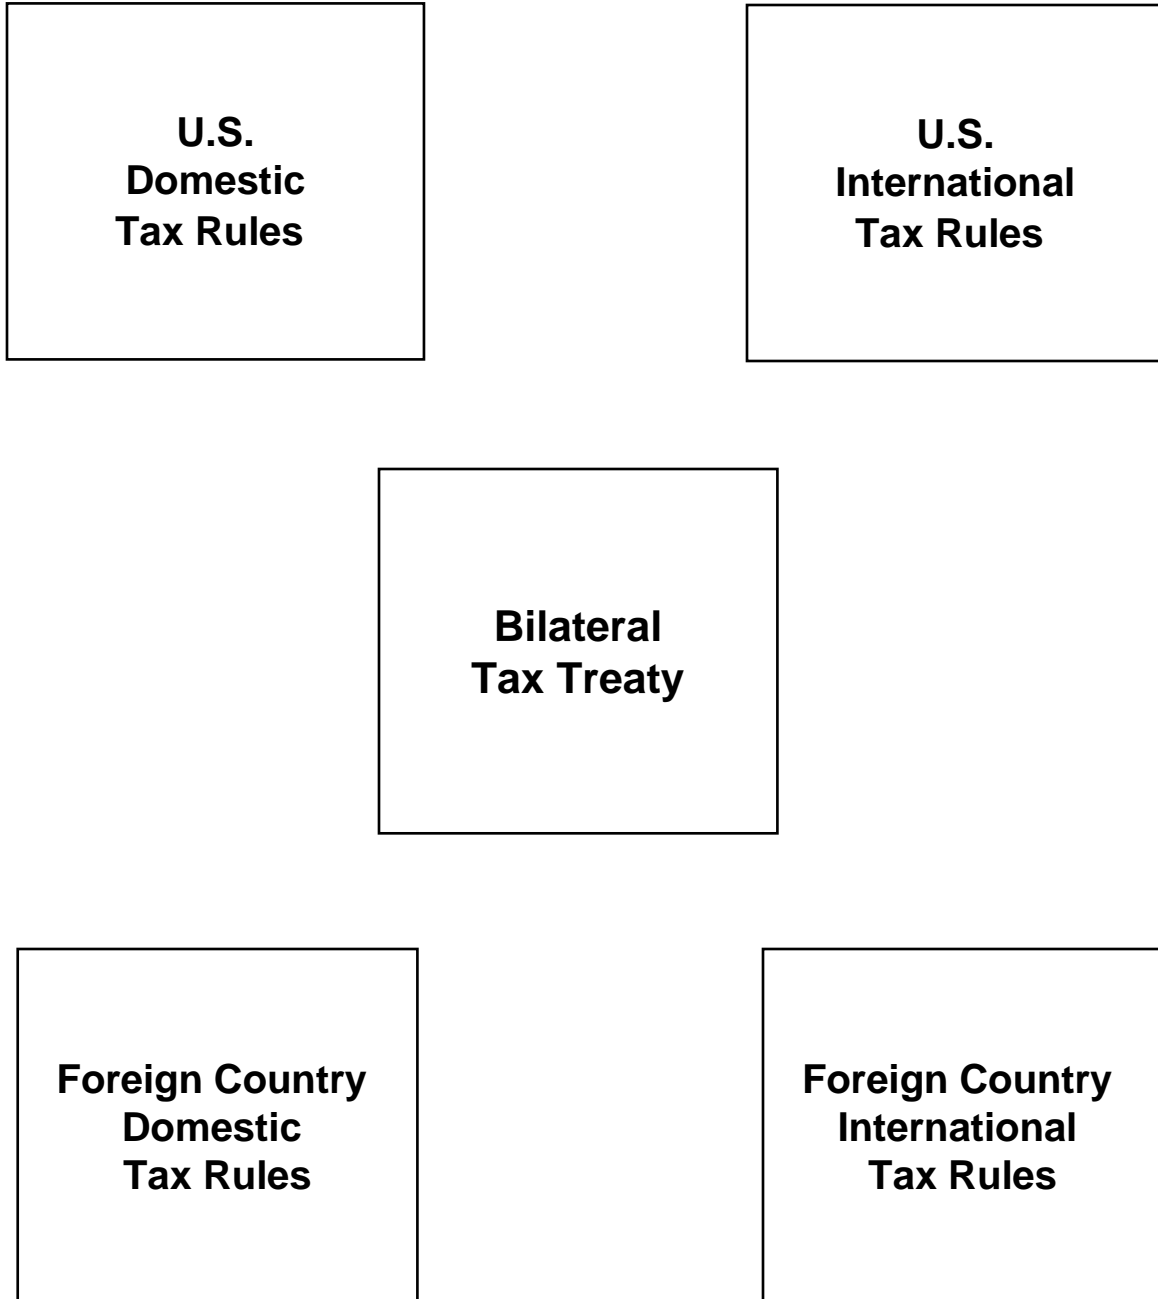 U.S.
Domestic
Tax Rules
U.S.
International
Tax Rules
Bilateral
Tax Treaty
Foreign Country
Domestic
Tax Rules
Foreign Country
International
Tax Rules